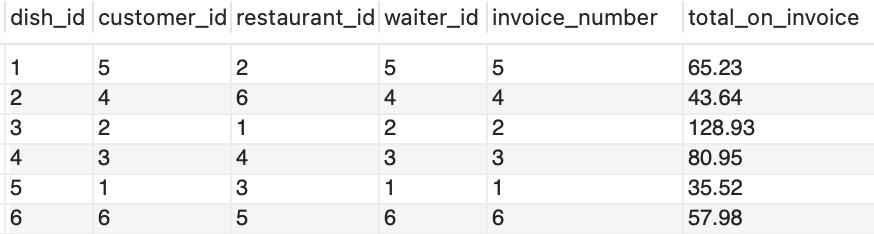 dish_id customer_id restaurant_id waiter_id invoice_number total_on_invoice
1 5 2 5 5 65.23
2 4 6 4 4 43.64
3 2 1 2 2 128.93
4 3 4 3 3 80.95
5 1 3 1 1 35.52
6 6 5 6 6 57.98